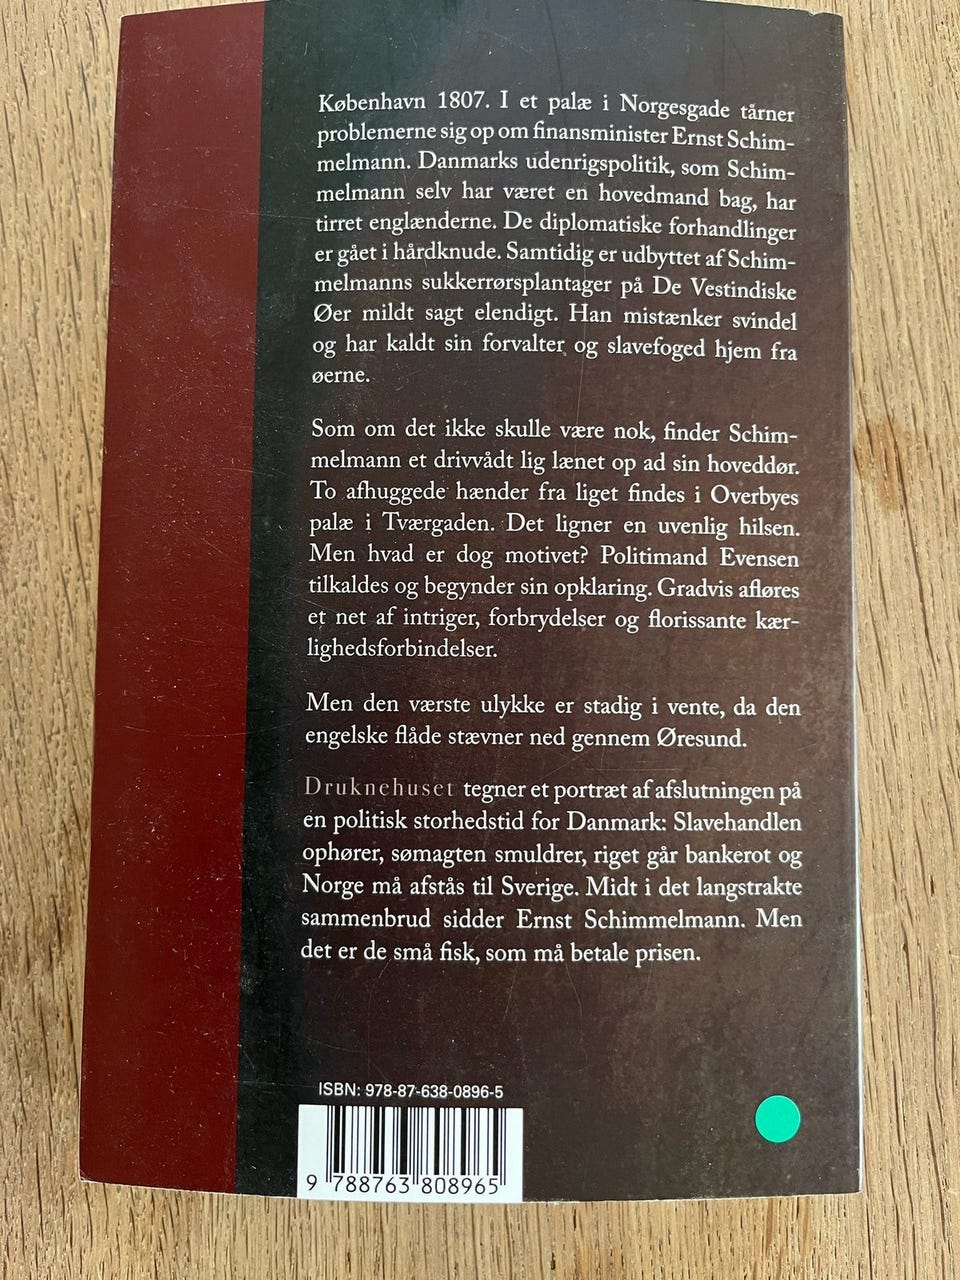 København 1807. I et palæ i Norgesgade tårner
problemerne sig op om finansminister Ernst Schim-
melmann. Danmarks udenrigspolitik, som Schim-
melmann selv har været en hovedmand bag, har
tirret englænderne. De diplomatiske forhandlinger
er gået i hårdknude. Samtidig er udbyttet af Schim-
melmanns sukkerrørsplantager på De Vestindiske
Øer mildt sagt elendigt. Han mistænker svindel
og har kaldt sin forvalter og slavefoged hjem fra
øerne.
Som om det ikke skulle være nok, finder Schim-
melmann et drivvådt lig lænet op ad sin hoveddør.
To afhuggede hænder fra liget findes i Overbyes
palæ i Tværgaden. Det ligner en uvenlig hilsen.
Men hvad er dog motivet? Politimand Evensen
tilkaldes og begynder sin opklaring. Gradvis afløres
et net af intriger, forbrydelser og florissante kær-
lighedsforbindelser.
Men den værste ulykke er stadig i vente, da den
engelske flåde stævner ned gennem Øresund.
Druknehuset tegner et portræt af afslutningen på
en politisk storhedstid for Danmark: Slavehandlen
ophører, sømagten smuldrer, riget går bankerot og
Norge må afstås til Sverige. Midt i det langstrakte
sammenbrud sidder Ernst Schimmelmann. Men
det er de små fisk, som må betale prisen.
ISBN: 978-87-638-0896-5
9 788763 808965